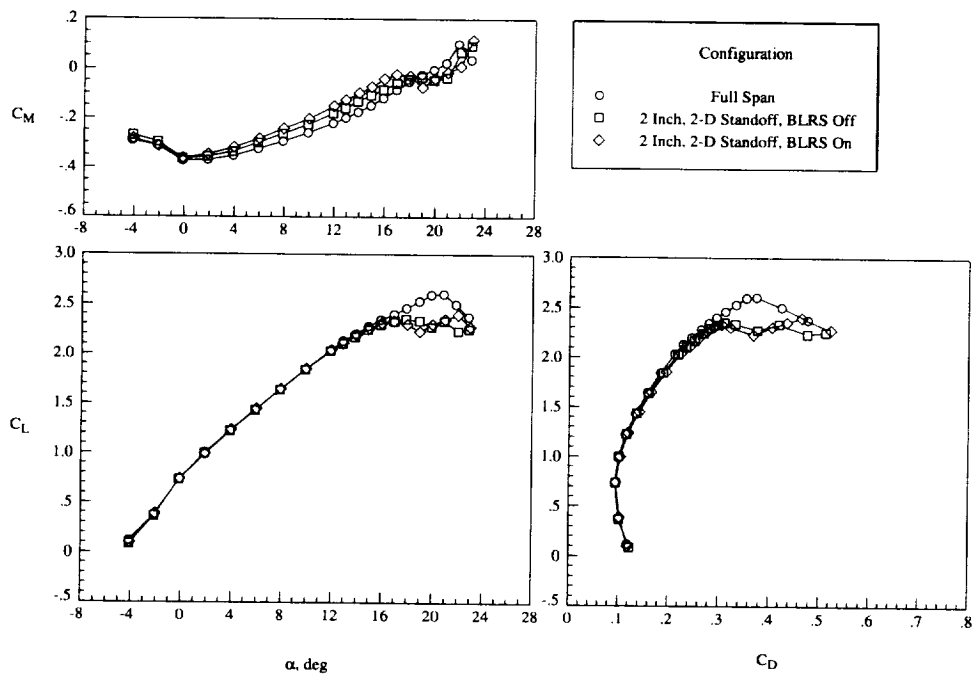 .2
0
C_M
-.2
-.4
-.6
-8 -4 0 4 8 12 16 20 24 28
Configuration
Full Span
2 Inch, 2-D Standoff, BLRS Off
2 Inch, 2-D Standoff, BLRS On
3.0
2.5
2.0
1.5
C_L
1.0
.5
0
-.5
-8 -4 0 4 8 12 16 20 24 28
α, deg
3.0
2.5
2.0
1.5
1.0
.5
0
-.5
0 .1 .2 .3 .4 .5 .6 .7 .8
C_D